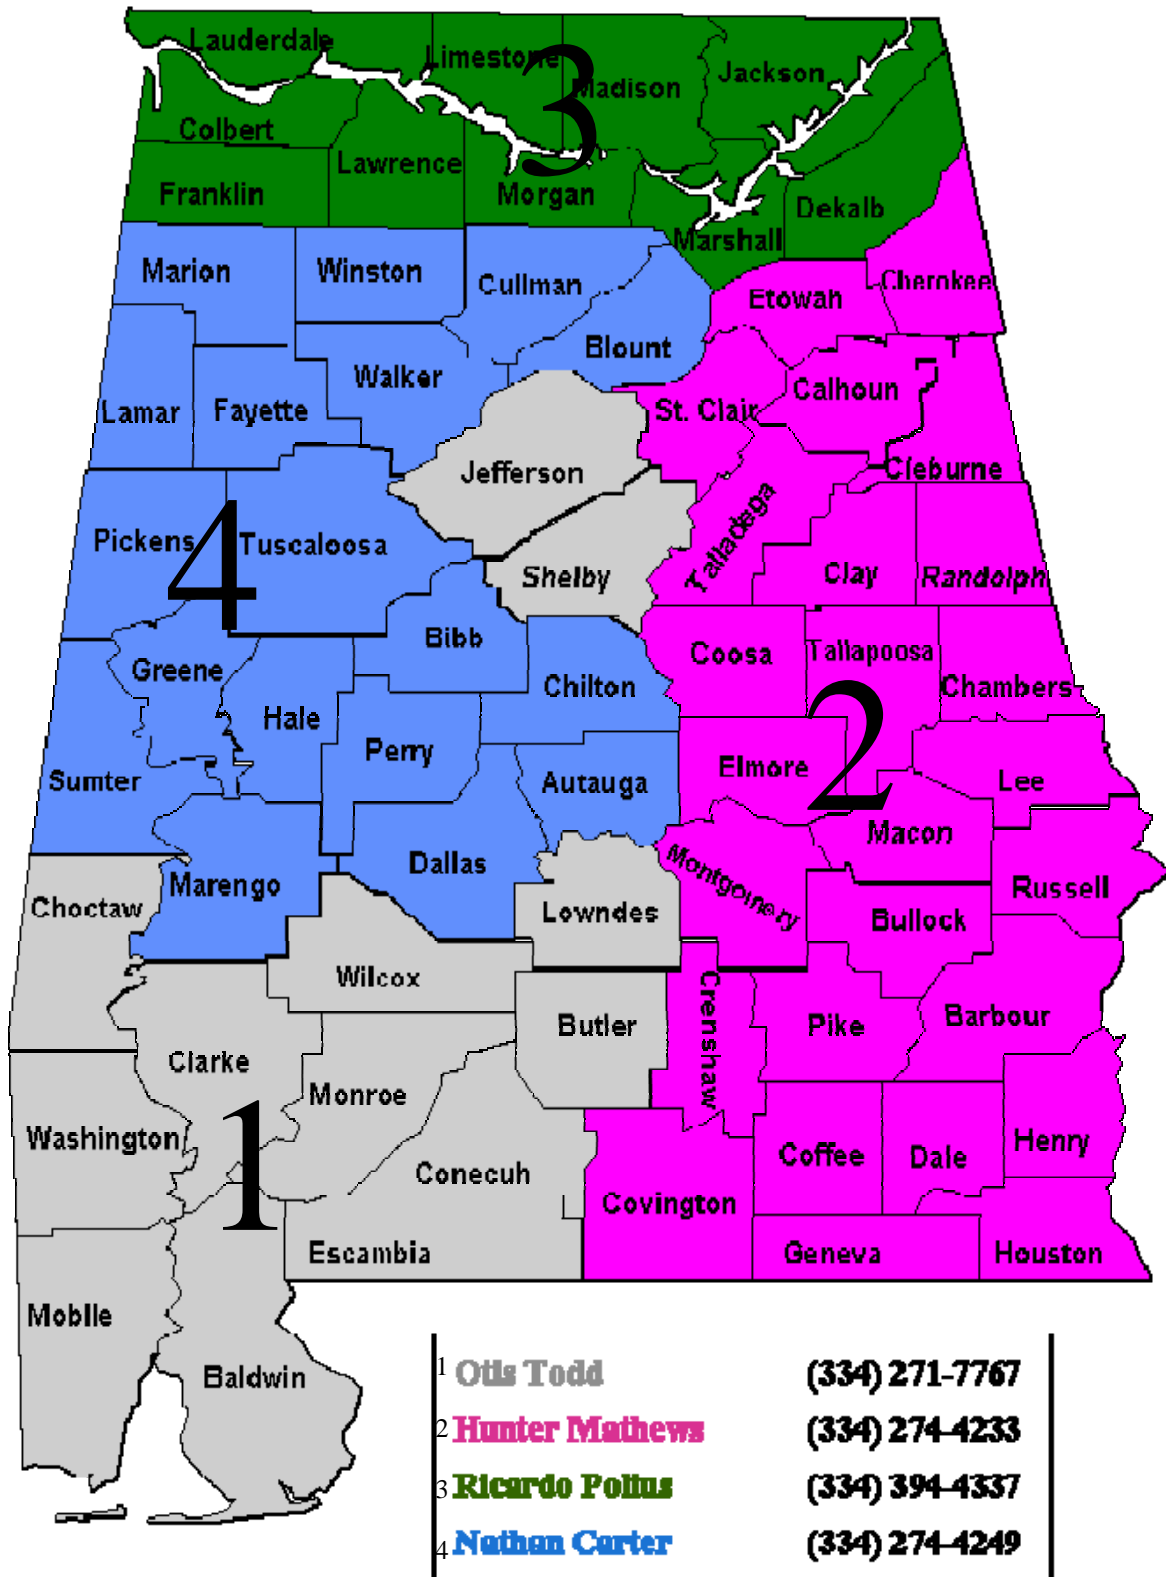 Lauderdale
Limestone
Madison
Jackson
3
Colbert
Lawrence
Franklin
Morgan
Dekalb
Marshall
Marion
Winston
Cullman
Etowah
Cherokee
Blount
Walker
Lamar
Fayette
St. Clair
Calhoun
Jefferson
Cleburne
Pickens
4
Tuscaloosa
Talladega
Shelby
Clay
Randolph
Greene
Bibb
Coosa
Tallapoosa
Chilton
Chambers
Hale
2
Perry
Sumter
Autauga
Elmore
Lee
Macon
Marengo
Dallas
Montgomery
Russell
Choctaw
Lowndes
Bullock
Wilcox
Crenshaw
Butler
Pike
Barbour
Clarke
Monroe
Washington
1
Conecuh
Coffee
Dale
Henry
Covington
Escambia
Geneva
Houston
Mobile
Baldwin
1 Otis Todd (334) 271-7767
2 Hunter Mathews (334) 274-4233
3 Ricardo Polius (334) 394-4337
4 Nathan Carter (334) 274-4249